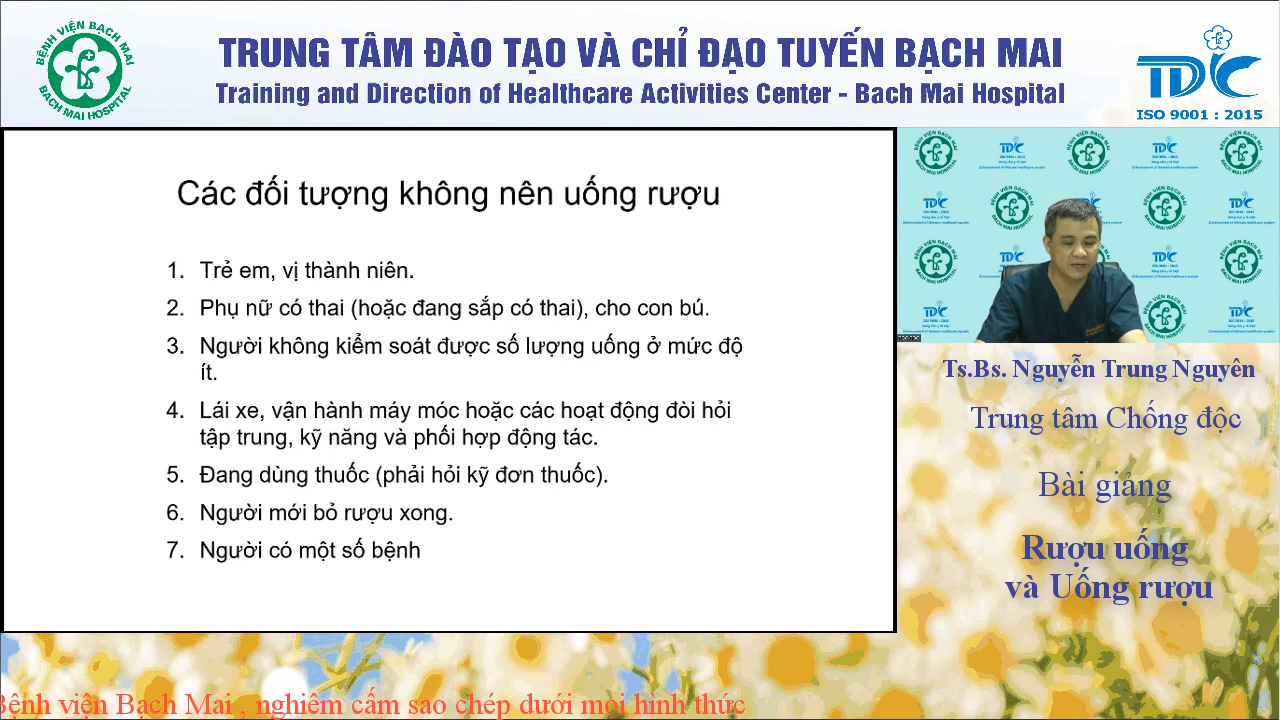 BỆNH VIỆN BẠCH MAI
BACH MAI HOSPITAL
TRUNG TÂM ĐÀO TẠO VÀ CHỈ ĐẠO TUYẾN BẠCH MAI
Training and Direction of Healthcare Activities Center - Bach Mai Hospital
TDC
ISO 9001 : 2015
Các đối tượng không nên uống rượu
1. Trẻ em, vị thành niên.
2. Phụ nữ có thai (hoặc đang sắp có thai), cho con bú.
3. Người không kiểm soát được số lượng uống ở mức độ
ít.
4. Lái xe, vận hành máy móc hoặc các hoạt động đòi hỏi
tập trung, kỹ năng và phối hợp động tác.
5. Đang dùng thuốc (phải hỏi kỹ đơn thuốc).
6. Người mới bỏ rượu xong.
7. Người có một số bệnh
Ts.Bs. Nguyễn Trung Nguyên
Trung tâm Chống độc
Bài giảng
Rượu uống
và Uống rượu
Bệnh viện Bạch Mai , nghiêm cấm sao chép dưới mọi hình thức